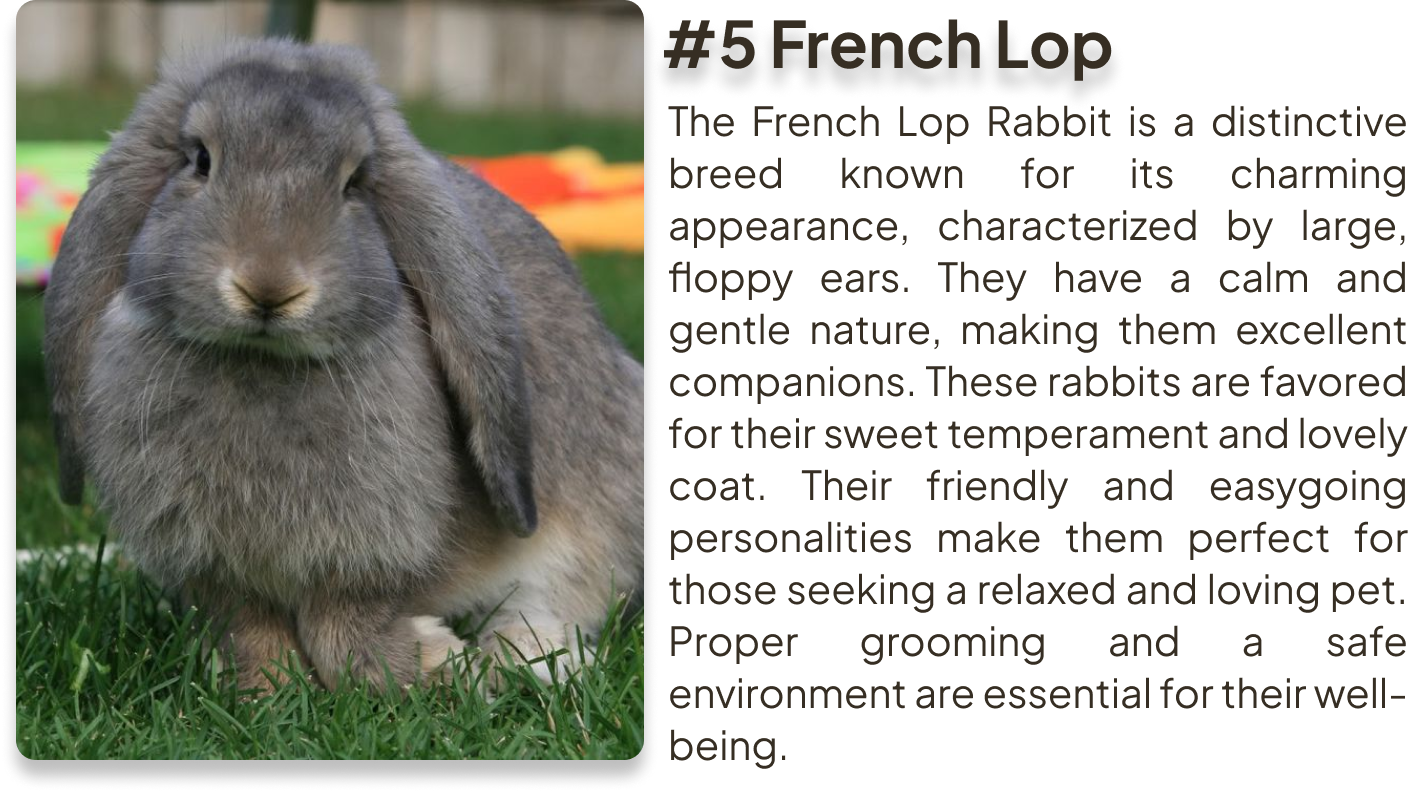 #5 French Lop
The French Lop Rabbit is a distinctive
breed known for its charming
appearance, characterized by large,
floppy ears. They have a calm and
gentle nature, making them excellent
companions. These rabbits are favored
for their sweet temperament and lovely
coat. Their friendly and easygoing
personalities make them perfect for
those seeking a relaxed and loving pet.
Proper grooming and a safe
environment are essential for their well-
being.